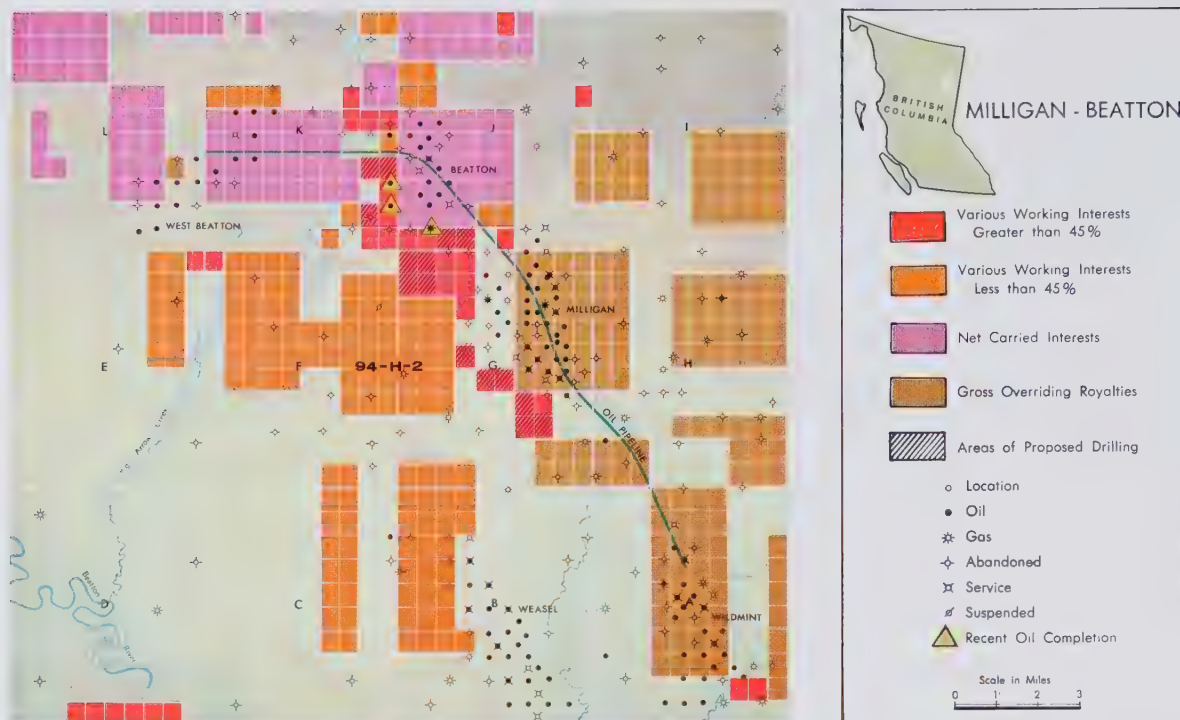 L
K
J
I
BEATTON
WEST BEATTON
MILLIGAN
E
F
94-H-2
G
H
OIL PIPELINE
Beatton
River
D
C
B
WEASEL
A
WILDMINT
BRITISH
COLUMBIA
MILLIGAN - BEATTON
Various Working Interests
Greater than 45%
Various Working Interests
Less than 45%
Net Carried Interests
Gross Overriding Royalties
Areas of Proposed Drilling
Location
Oil
Gas
Abandoned
Service
Suspended
Recent Oil Completion
Scale in Miles
0 1 2 3